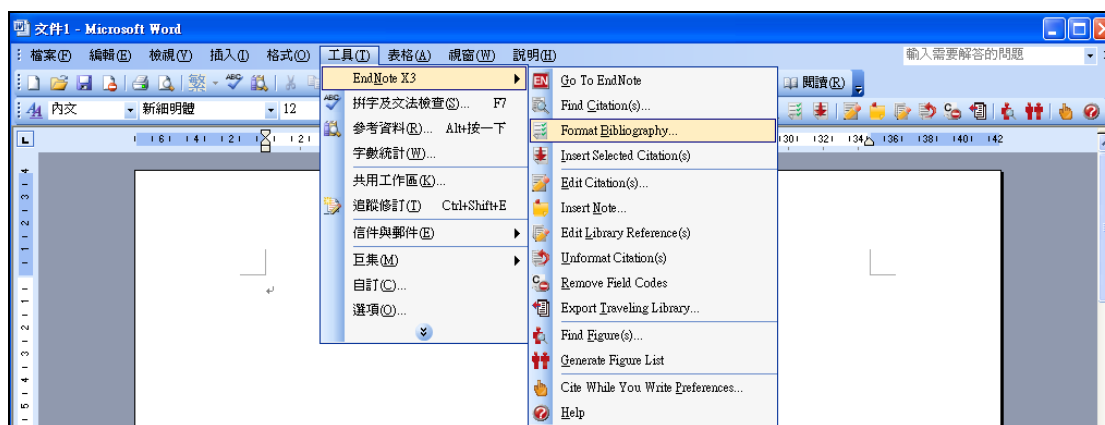 文件1 - Microsoft Word
檔案(F) 編輯(E) 檢視(V) 插入(I) 格式(O) 工具(T) 表格(A) 視窗(W) 說明(H) 輸入需要解答的問題
繁 閱讀(R)
內文 新細明體 12
EndNote X3
拼字及文法檢查(S)... F7
參考資料(R)... Alt+按一下
字數統計(W)...
共用工作區(K)...
追蹤修訂(T) Ctrl+Shift+E
信件與郵件(E)
巨集(M)
自訂(C)...
選項(O)...
EN Go To EndNote
Find Citation(s)...
Format Bibliography...
Insert Selected Citation(s)
Edit Citation(s)...
Insert Note...
Edit Library Reference(s)
Unformat Citation(s)
Remove Field Codes
Export Traveling Library...
Find Figure(s)...
Generate Figure List
Cite While You Write Preferences...
Help